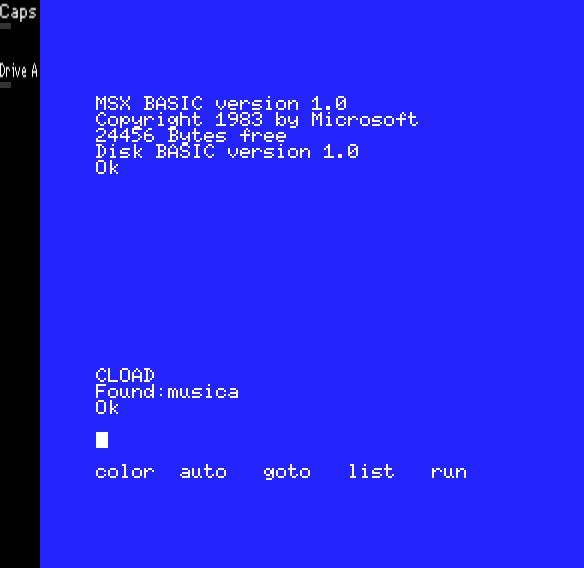 Caps
Drive A
MSX BASIC version 1.0
Copyright 1983 by Microsoft
24456 Bytes free
Disk BASIC version 1.0
Ok
CLOAD
Found:musica
Ok
color auto goto list run